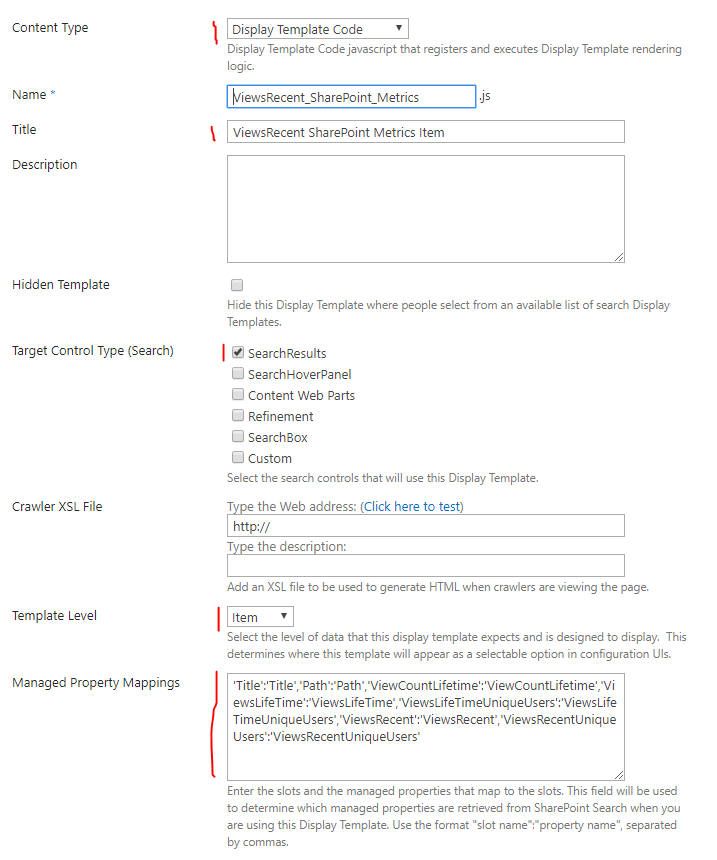 Content Type
Display Template Code
Display Template Code javascript that registers and executes Display Template rendering
logic.
Name *
ViewsRecent_SharePoint_Metrics .js
Title
ViewsRecent SharePoint Metrics Item
Description
Hidden Template
Hide this Display Template where people select from an available list of search Display
Templates.
Target Control Type (Search)
SearchResults
SearchHoverPanel
Content Web Parts
Refinement
SearchBox
Custom
Select the search controls that will use this Display Template.
Crawler XSL File
Type the Web address: (Click here to test)
http://
Type the description:
Add an XSL file to be used to generate HTML when crawlers are viewing the page.
Template Level
Item
Select the level of data that this display template expects and is designed to display. This
determines where this template will appear as a selectable option in configuration UIs.
Managed Property Mappings
'Title':'Title','Path':'Path','ViewCountLifetime':'ViewCountLifetime','Vi
ewsLifeTime':'ViewsLifeTime','ViewsLifeTimeUniqueUsers':'ViewsLife
TimeUniqueUsers','ViewsRecent':'ViewsRecent','ViewsRecentUnique
Users':'ViewsRecentUniqueUsers'
Enter the slots and the managed properties that map to the slots. This field will be used
to determine which managed properties are retrieved from SharePoint Search when you
are using this Display Template. Use the format "slot name":"property name", separated
by commas.